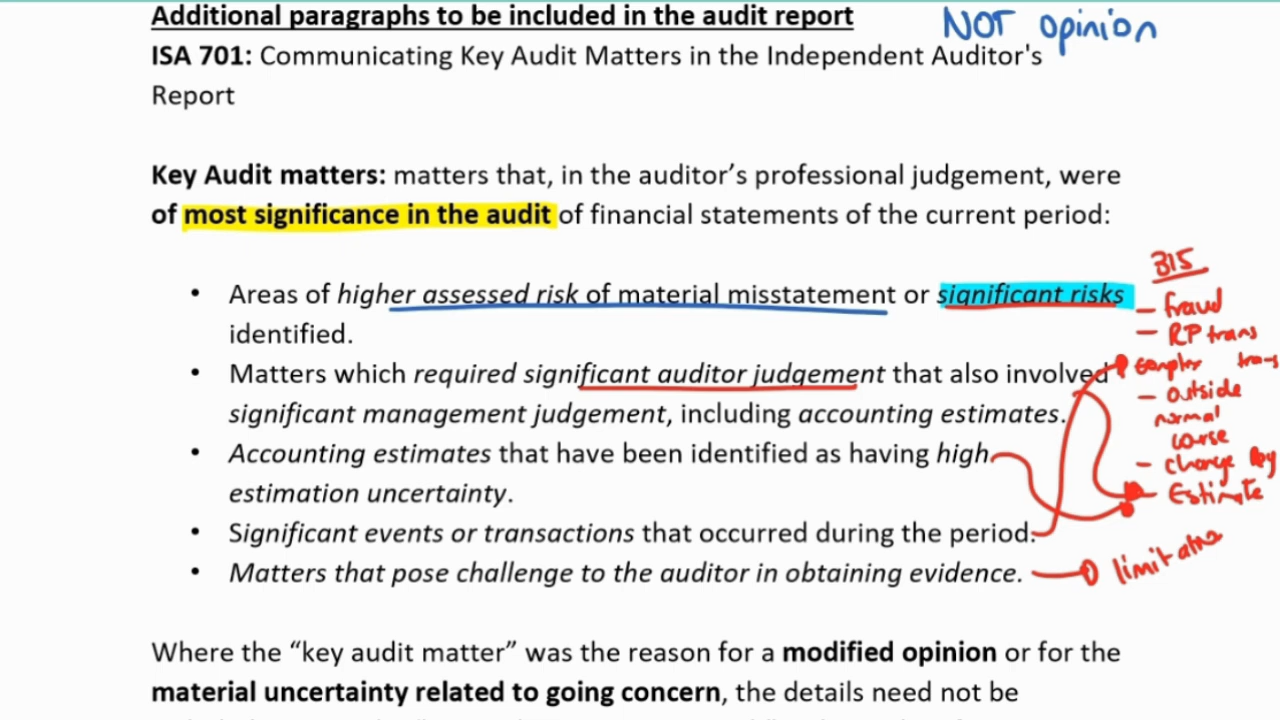 Additional paragraphs to be included in the audit report
NOT opinion
ISA 701: Communicating Key Audit Matters in the Independent Auditor's
Report
Key Audit matters: matters that, in the auditor’s professional judgement, were
of most significance in the audit of financial statements of the current period:
• Areas of higher assessed risk of material misstatement or significant risks
identified.
• Matters which required significant auditor judgement that also involved
significant management judgement, including accounting estimates.
• Accounting estimates that have been identified as having high
estimation uncertainty.
• Significant events or transactions that occurred during the period.
• Matters that pose challenge to the auditor in obtaining evidence.
315
- fraud
- RP trans
complex trans
- outside
normal
course
- change
- Estimate
Where the “key audit matter” was the reason for a modified opinion or for the
material uncertainty related to going concern, the details need not be